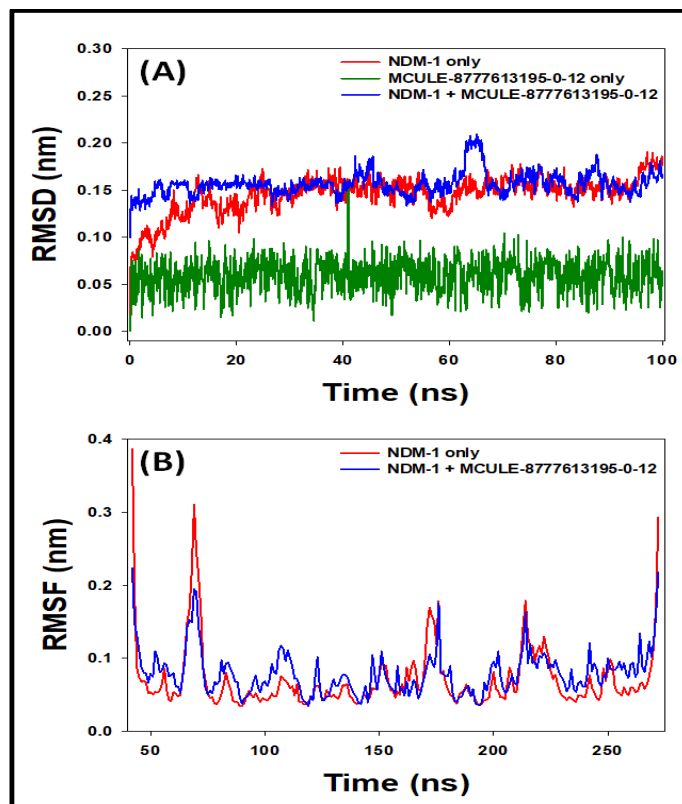 (A)
NDM-1 only
MCULE-8777613195-0-12 only
NDM-1 + MCULE-8777613195-0-12
RMSD (nm)
0.30
0.25
0.20
0.15
0.10
0.05
0.00
0 20 40 60 80 100
Time (ns)
(B)
NDM-1 only
NDM-1 + MCULE-8777613195-0-12
RMSF (nm)
0.4
0.3
0.2
0.1
0.0
50 100 150 200 250
Time (ns)